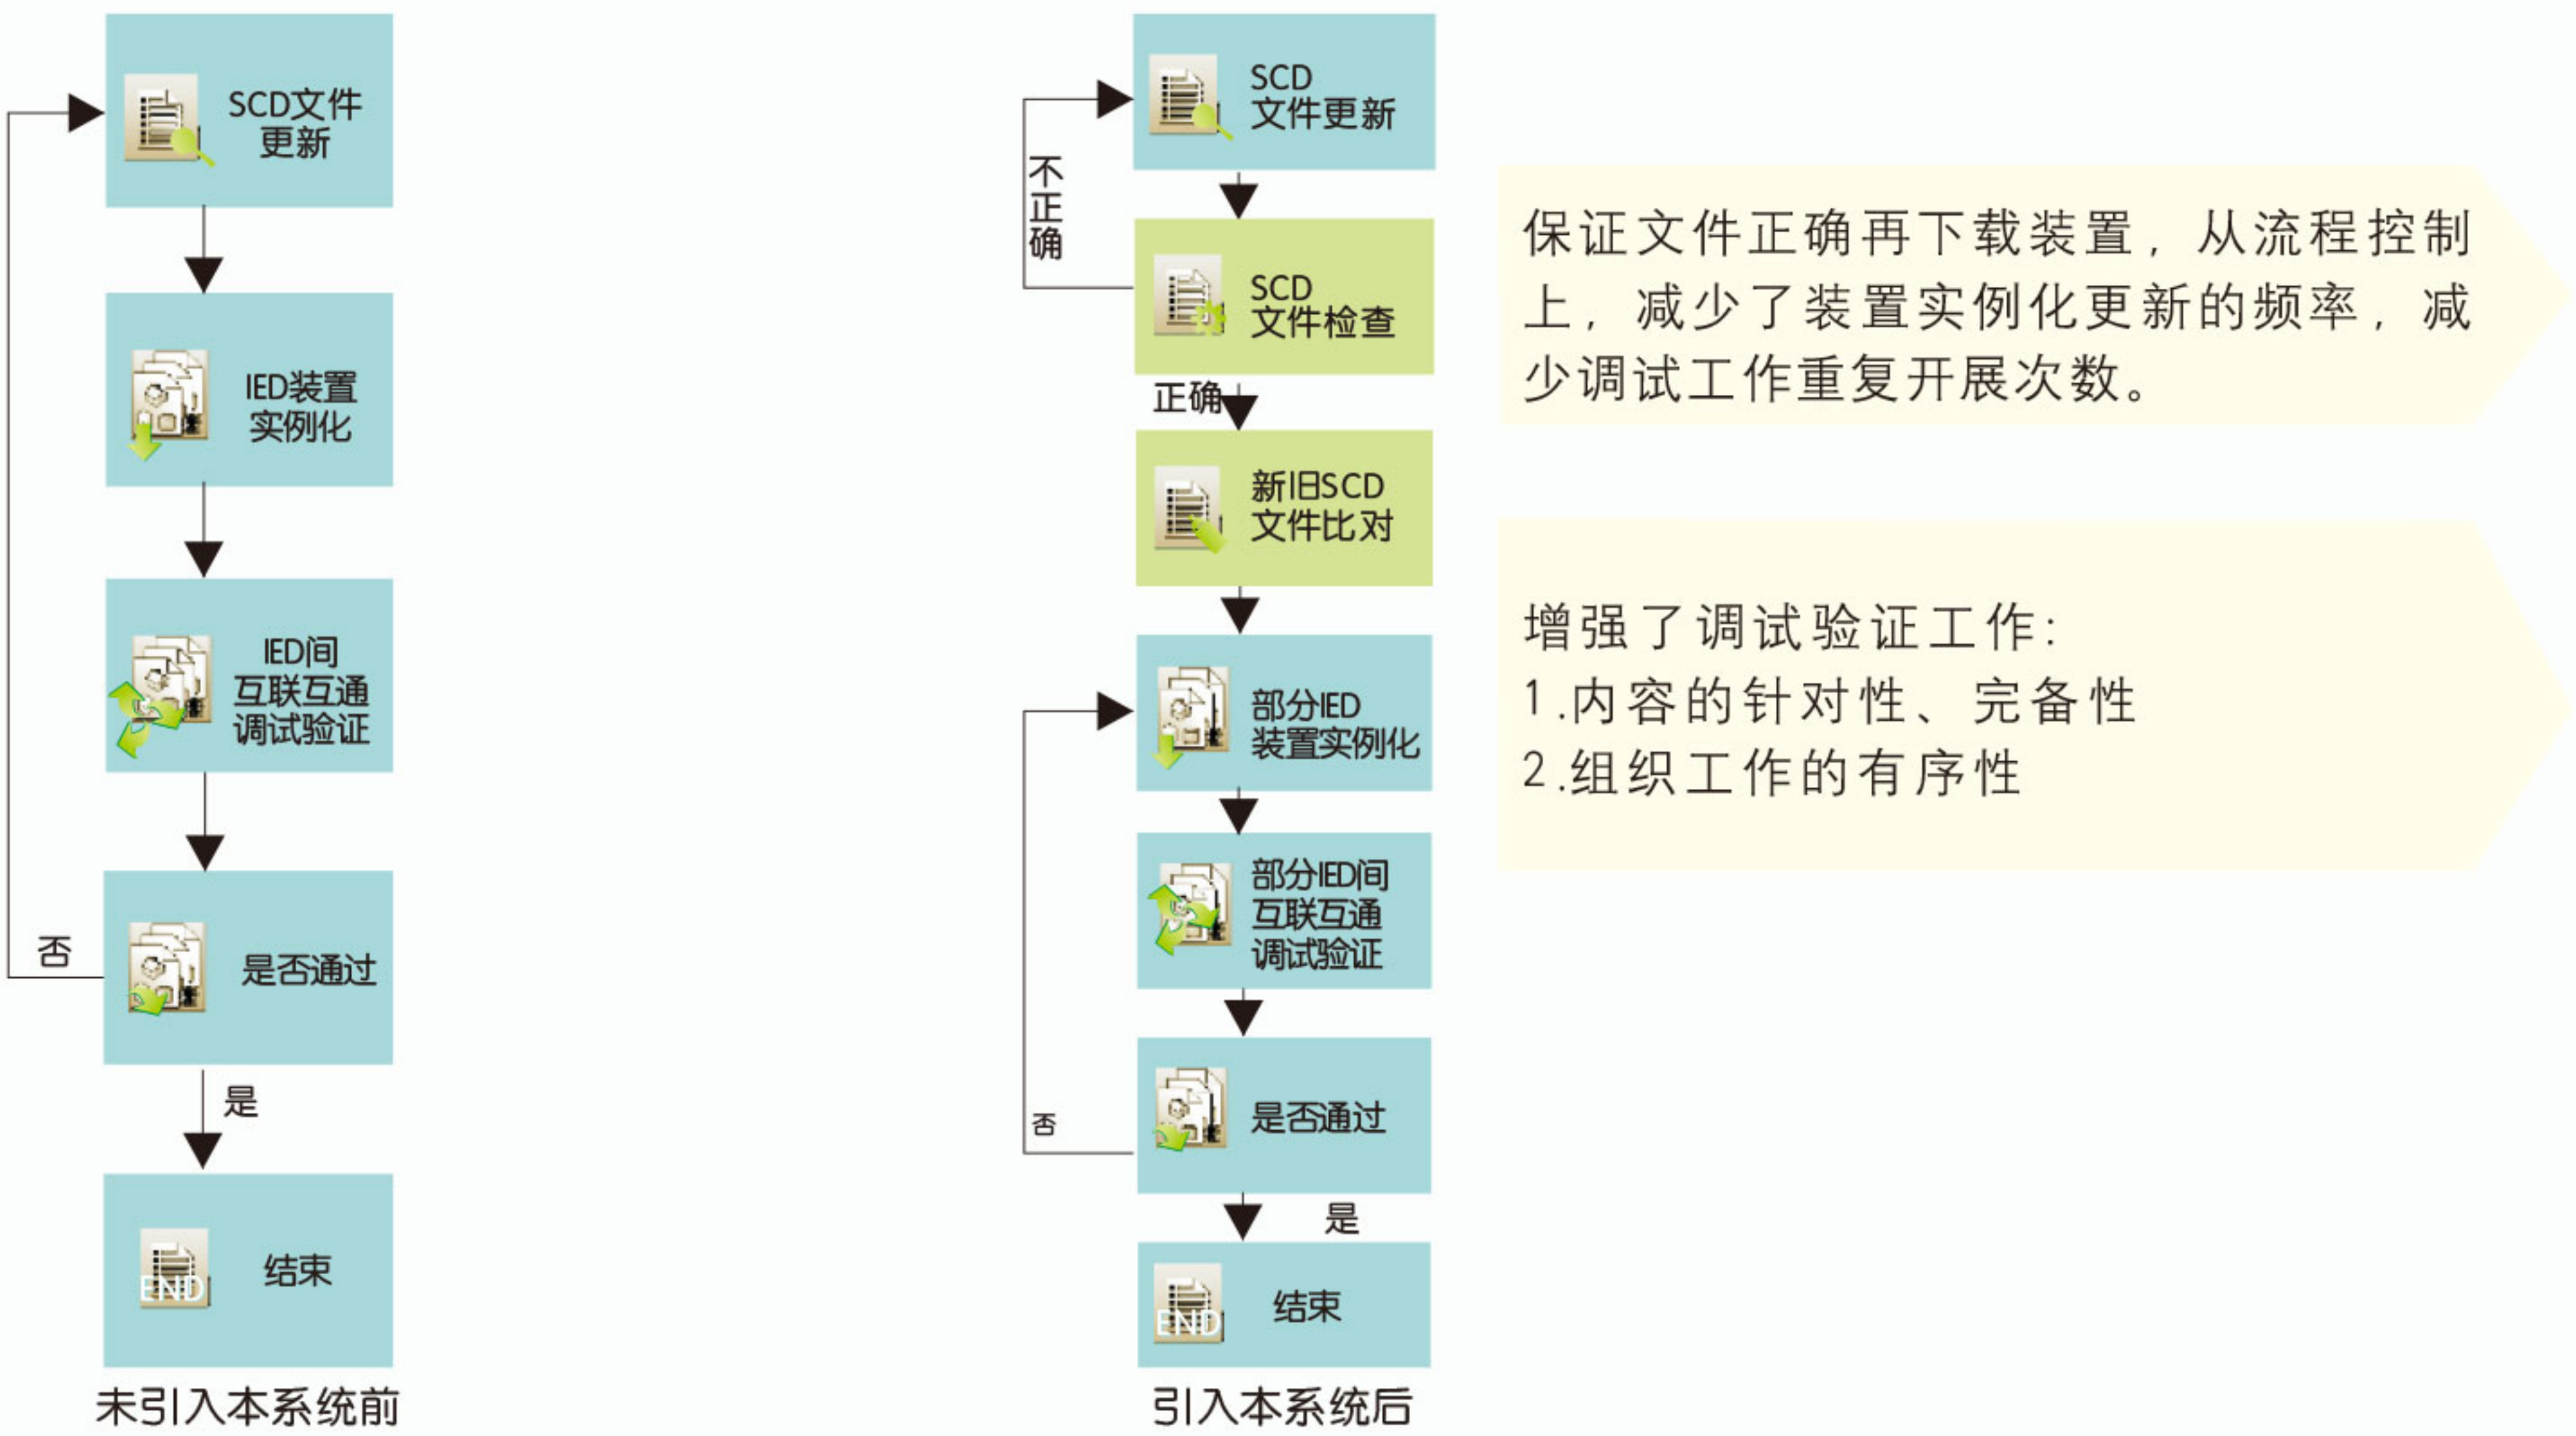 SCD文件
更新
IED装置
实例化
IED间
互联互通
调试验证
否
是否通过
是
END
结束
未引入本系统前
SCD
文件更新
不
正
确
SCD
文件检查
正确
新旧SCD
文件比对
部分IED
装置实例化
部分IED间
互联互通
调试验证
否
是否通过
是
END
结束
引入本系统后
保证文件正确再下载装置，从流程控制
上，减少了装置实例化更新的频率，减
少调试工作重复开展次数。
增强了调试验证工作：
1.内容的针对性、完备性
2.组织工作的有序性